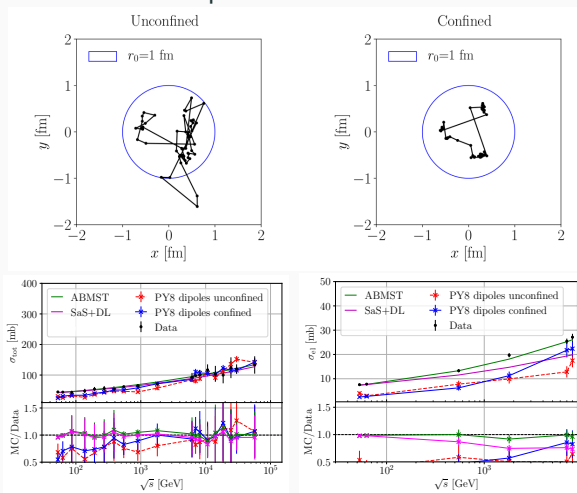 Unconfined
Confined
2
1
0
−1
−2
y [fm]
r₀=1 fm
−2 −1 0 1 2
x [fm]
2
1
0
−1
−2
y [fm]
r₀=1 fm
−2 −1 0 1 2
x [fm]
400
300
200
100
σ_tot [mb]
ABMST
SaS+DL
PY8 dipoles unconfined
PY8 dipoles confined
Data
1.5
1.0
0.5
MC/Data
10² 10³ 10⁴ 10⁵
√s [GeV]
50
40
30
20
10
σ_el [mb]
ABMST
SaS+DL
PY8 dipoles unconfined
PY8 dipoles confined
Data
1.5
1.0
0.5
MC/Data
10² 10³
√s [GeV]